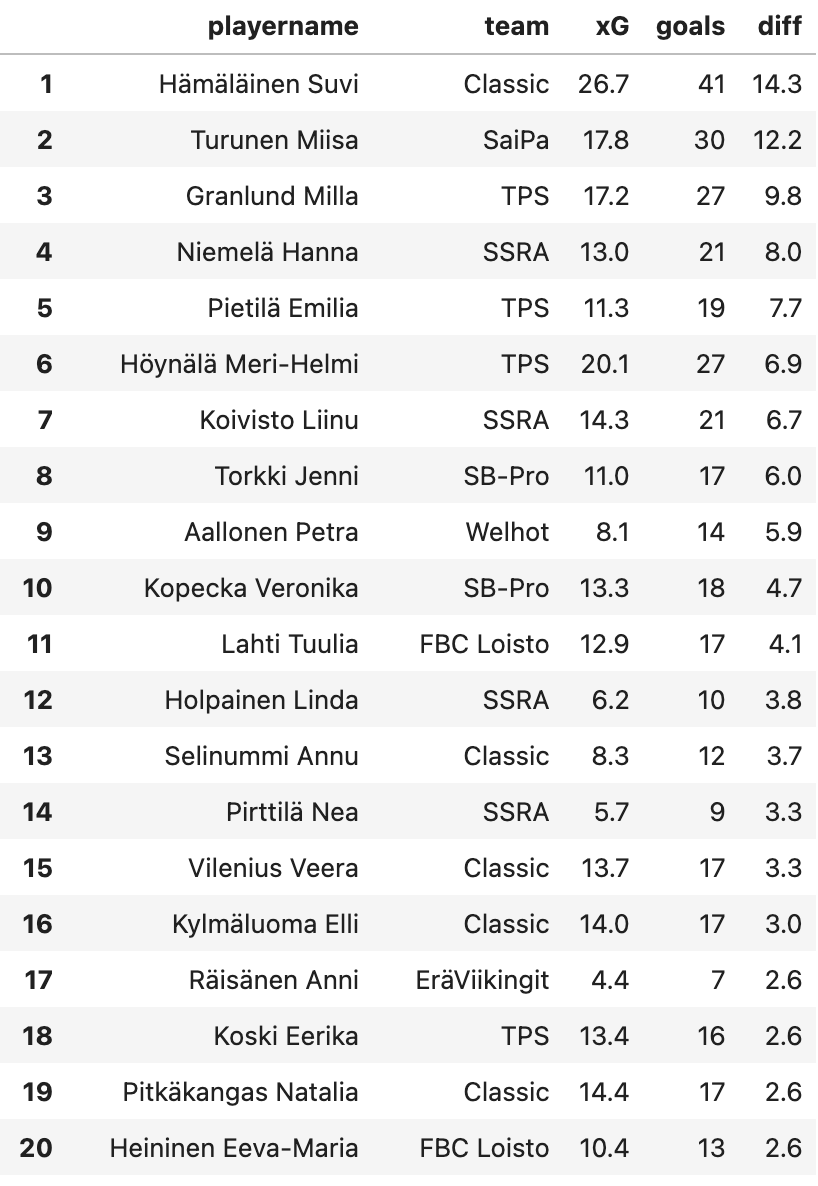 playername team xG goals diff
1 Hämäläinen Suvi Classic 26.7 41 14.3
2 Turunen Miisa SaiPa 17.8 30 12.2
3 Granlund Milla TPS 17.2 27 9.8
4 Niemelä Hanna SSRA 13.0 21 8.0
5 Pietilä Emilia TPS 11.3 19 7.7
6 Höynälä Meri-Helmi TPS 20.1 27 6.9
7 Koivisto Liinu SSRA 14.3 21 6.7
8 Torkki Jenni SB-Pro 11.0 17 6.0
9 Aallonen Petra Welhot 8.1 14 5.9
10 Kopecka Veronika SB-Pro 13.3 18 4.7
11 Lahti Tuulia FBC Loisto 12.9 17 4.1
12 Holpainen Linda SSRA 6.2 10 3.8
13 Selinummi Annu Classic 8.3 12 3.7
14 Pirttilä Nea SSRA 5.7 9 3.3
15 Vilenius Veera Classic 13.7 17 3.3
16 Kylmäluoma Elli Classic 14.0 17 3.0
17 Räisänen Anni EräViikingit 4.4 7 2.6
18 Koski Eerika TPS 13.4 16 2.6
19 Pitkäkangas Natalia Classic 14.4 17 2.6
20 Heininen Eeva-Maria FBC Loisto 10.4 13 2.6